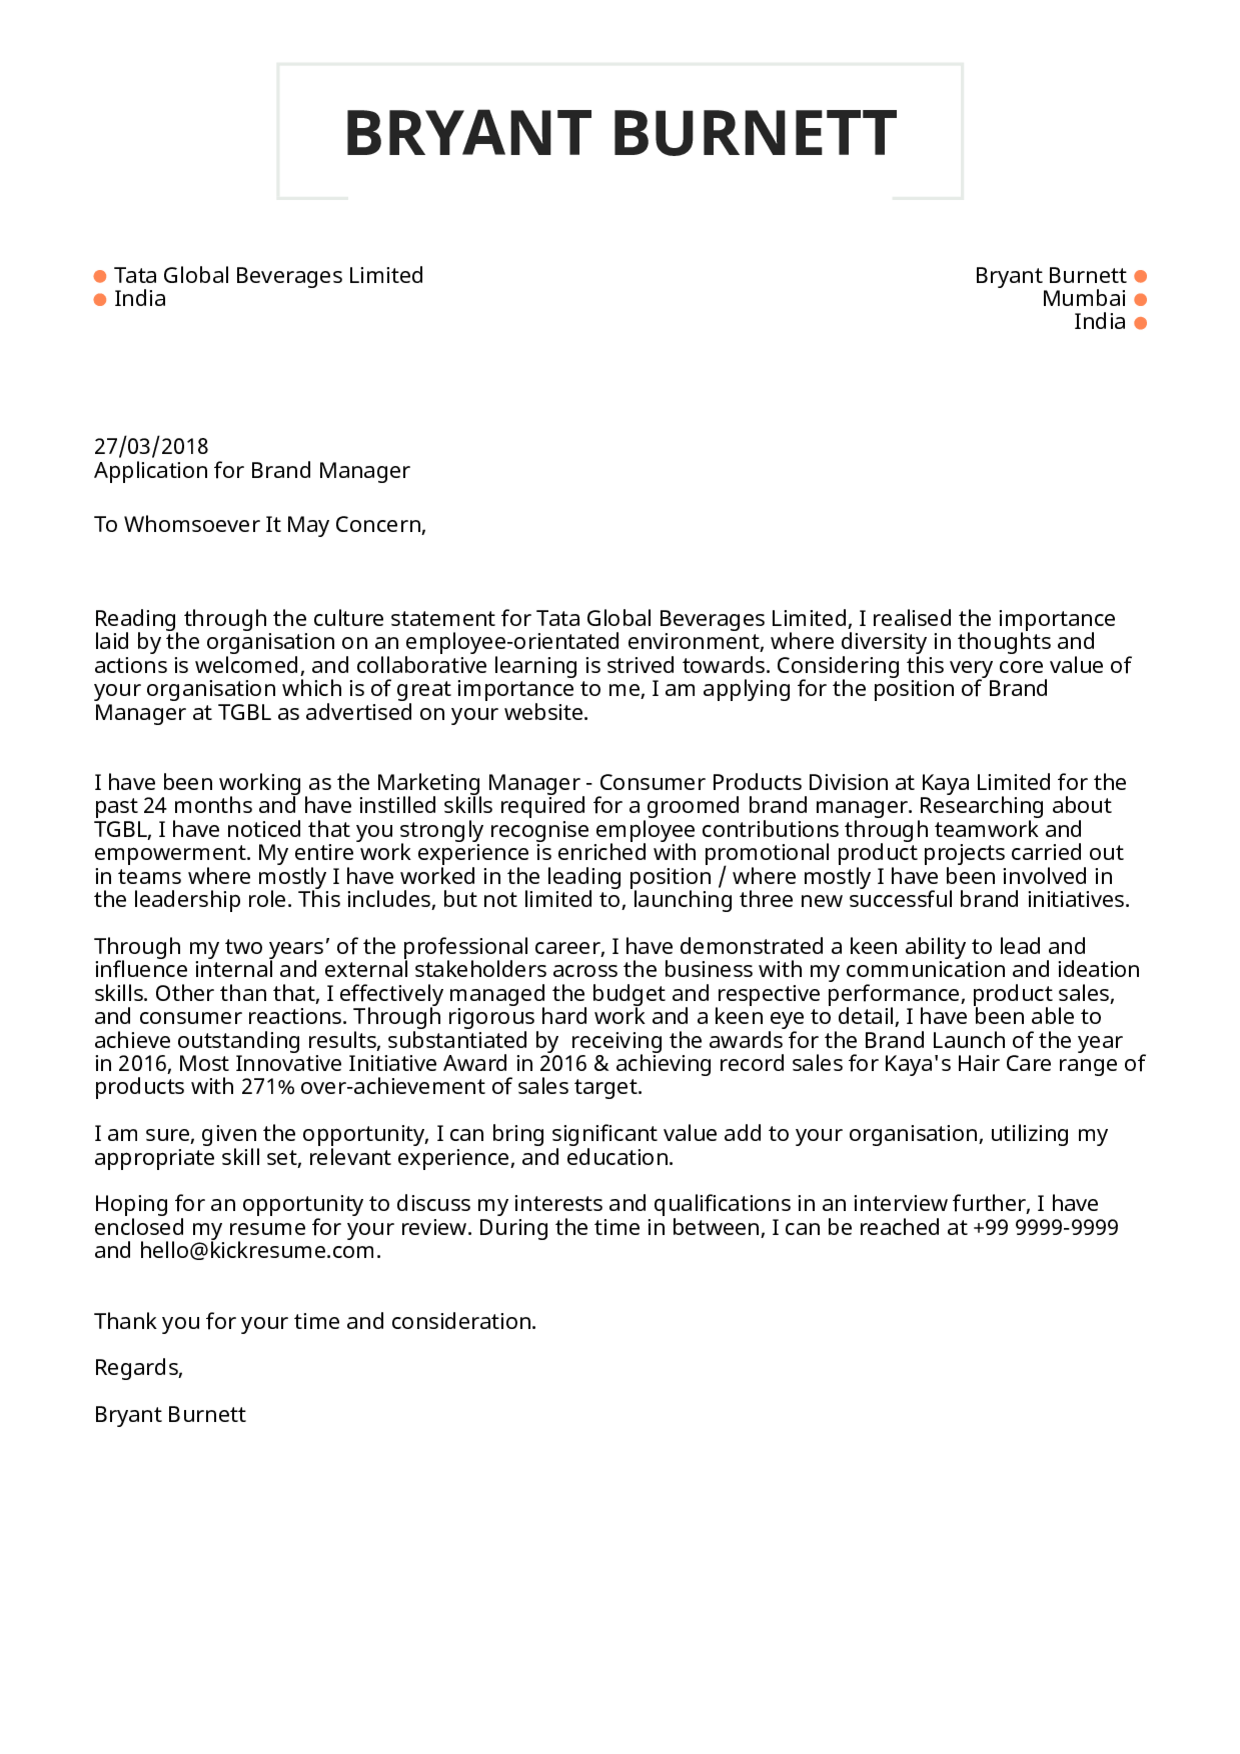 BRYANT BURNETT
Tata Global Beverages Limited
India
Bryant Burnett
Mumbai
India
27/03/2018
Application for Brand Manager
To Whomsoever It May Concern,
Reading through the culture statement for Tata Global Beverages Limited, I realised the importance
laid by the organisation on an employee-orientated environment, where diversity in thoughts and
actions is welcomed, and collaborative learning is strived towards. Considering this very core value of
your organisation which is of great importance to me, I am applying for the position of Brand
Manager at TGBL as advertised on your website.
I have been working as the Marketing Manager - Consumer Products Division at Kaya Limited for the
past 24 months and have instilled skills required for a groomed brand manager. Researching about
TGBL, I have noticed that you strongly recognise employee contributions through teamwork and
empowerment. My entire work experience is enriched with promotional product projects carried out
in teams where mostly I have worked in the leading position / where mostly I have been involved in
the leadership role. This includes, but not limited to, launching three new successful brand initiatives.
Through my two years’ of the professional career, I have demonstrated a keen ability to lead and
influence internal and external stakeholders across the business with my communication and ideation
skills. Other than that, I effectively managed the budget and respective performance, product sales,
and consumer reactions. Through rigorous hard work and a keen eye to detail, I have been able to
achieve outstanding results, substantiated by  receiving the awards for the Brand Launch of the year
in 2016, Most Innovative Initiative Award in 2016 & achieving record sales for Kaya's Hair Care range of
products with 271% over-achievement of sales target.
I am sure, given the opportunity, I can bring significant value add to your organisation, utilizing my
appropriate skill set, relevant experience, and education.
Hoping for an opportunity to discuss my interests and qualifications in an interview further, I have
enclosed my resume for your review. During the time in between, I can be reached at +99 9999-9999
and hello@kickresume.com.
Thank you for your time and consideration.
Regards,
Bryant Burnett